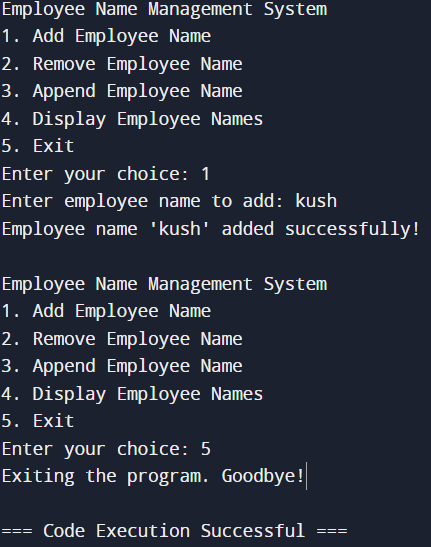 Employee Name Management System
1. Add Employee Name
2. Remove Employee Name
3. Append Employee Name
4. Display Employee Names
5. Exit
Enter your choice: 1
Enter employee name to add: kush
Employee name 'kush' added successfully!
Employee Name Management System
1. Add Employee Name
2. Remove Employee Name
3. Append Employee Name
4. Display Employee Names
5. Exit
Enter your choice: 5
Exiting the program. Goodbye!
=== Code Execution Successful ===